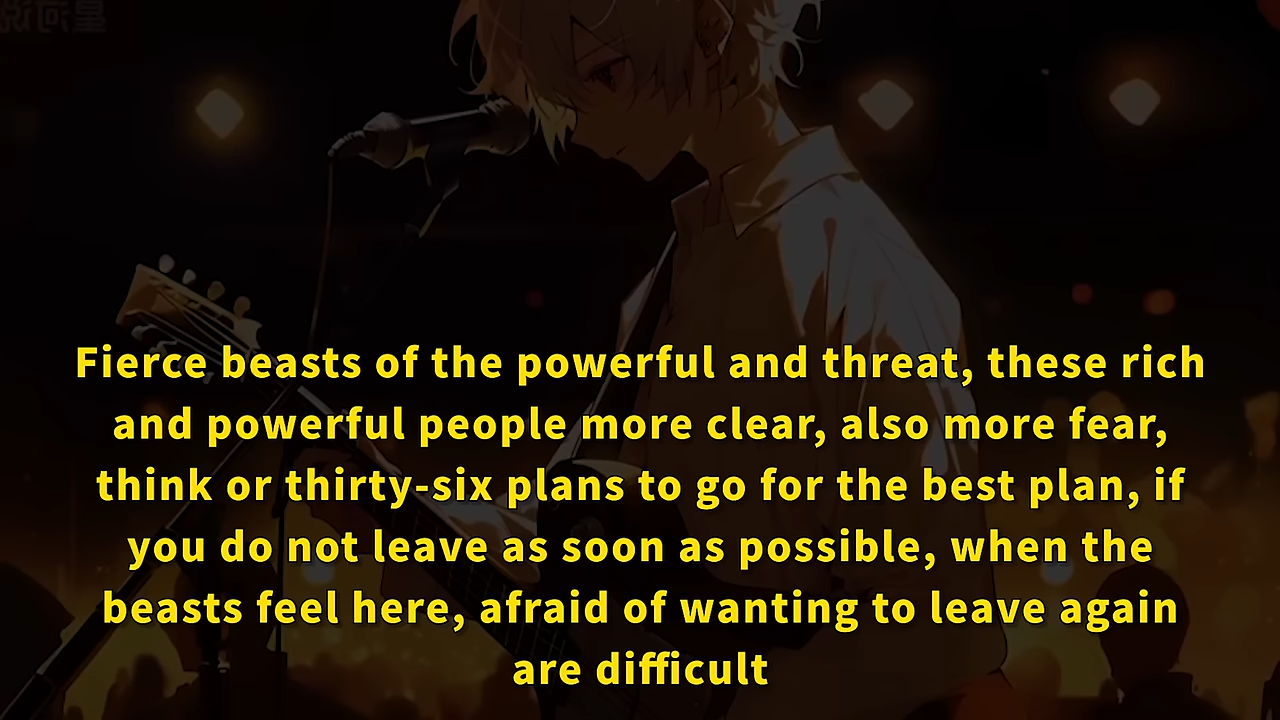 Fierce beasts of the powerful and threat, these rich
and powerful people more clear, also more fear,
think or thirty-six plans to go for the best plan, if
you do not leave as soon as possible, when the
beasts feel here, afraid of wanting to leave again
are difficult